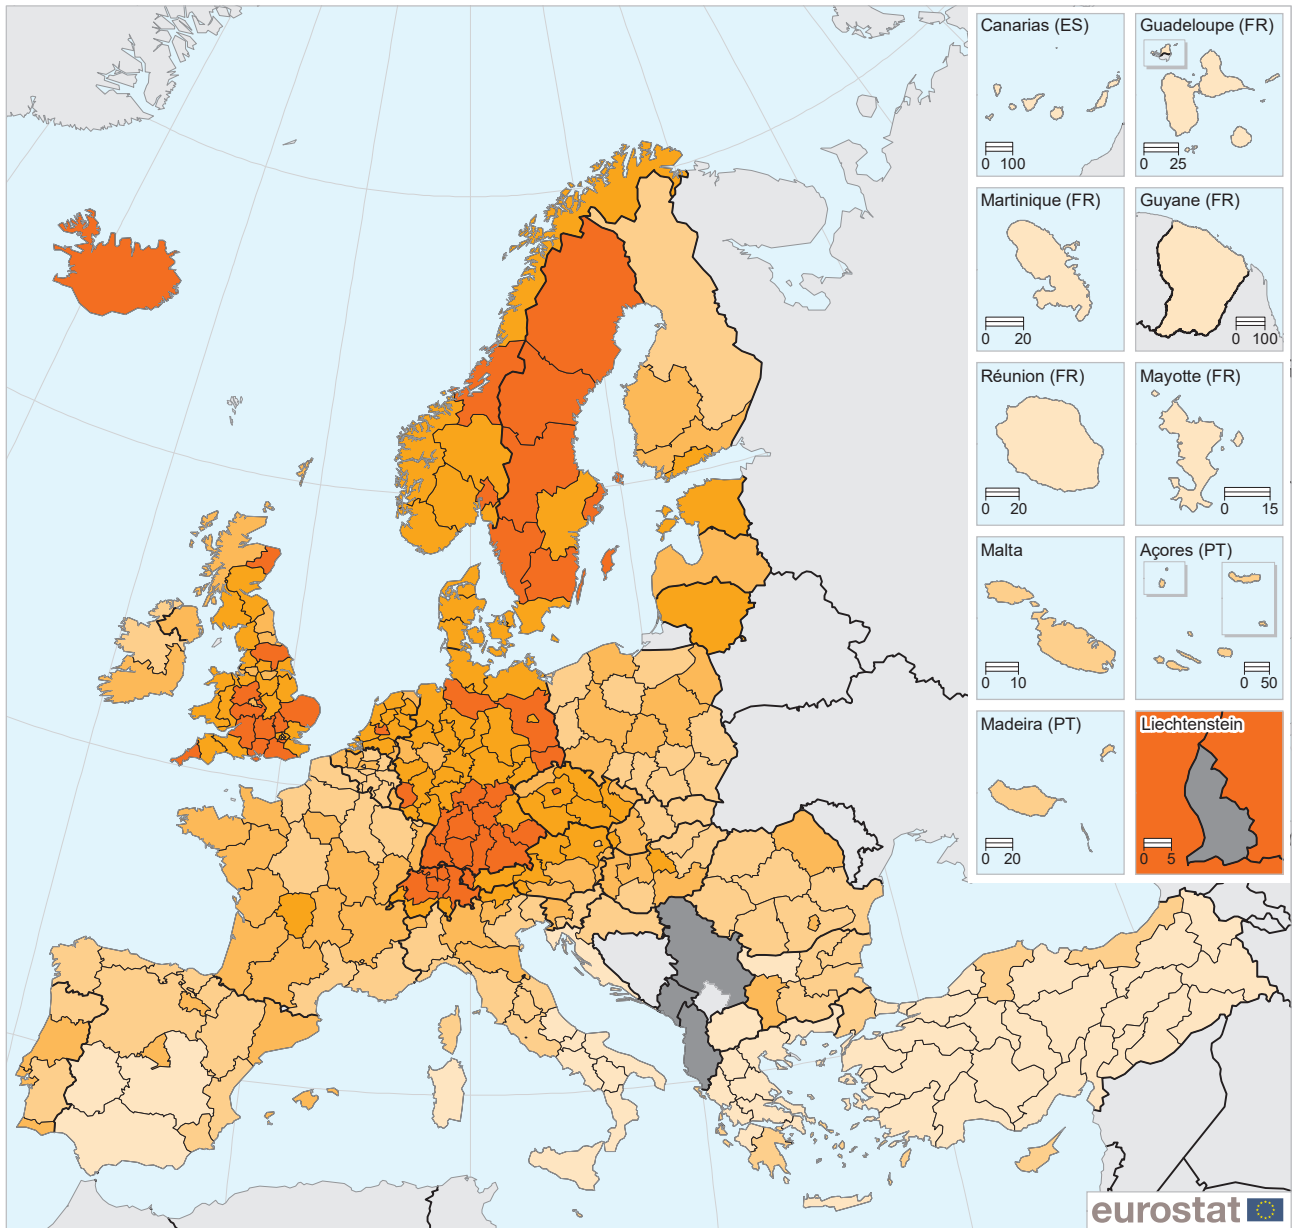 Canarias (ES)
0 100
Guadeloupe (FR)
0 25
Martinique (FR)
0 20
Guyane (FR)
0 100
Réunion (FR)
0 20
Mayotte (FR)
0 15
Malta
0 10
Açores (PT)
0 50
Madeira (PT)
0 20
Liechtenstein
0 5
eurostat